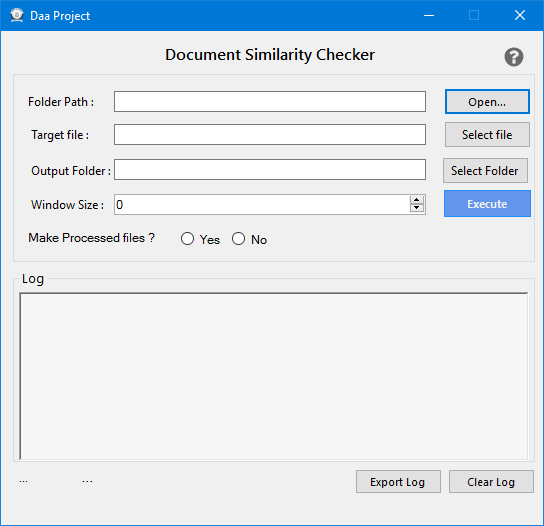 Daa Project
Document Similarity Checker
?
Folder Path :
Open...
Target file :
Select file
Output Folder :
Select Folder
Window Size :
0
Execute
Make Processed files ?
Yes
No
Log
...
...
Export Log
Clear Log